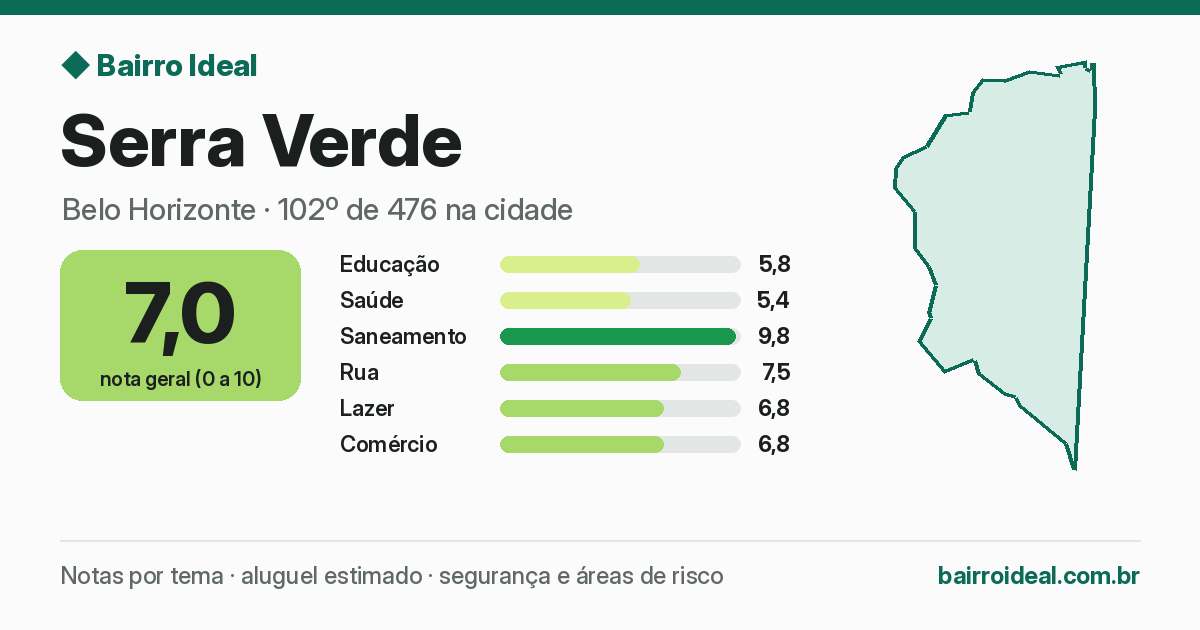 Bairro Ideal
Serra Verde
Belo Horizonte · 102º de 476 na cidade
7,0
nota geral (0 a 10)
Educação 5,8
Saúde 5,4
Saneamento 9,8
Rua 7,5
Lazer 6,8
Comércio 6,8
Notas por tema · aluguel estimado · segurança e áreas de risco
bairroideal.com.br